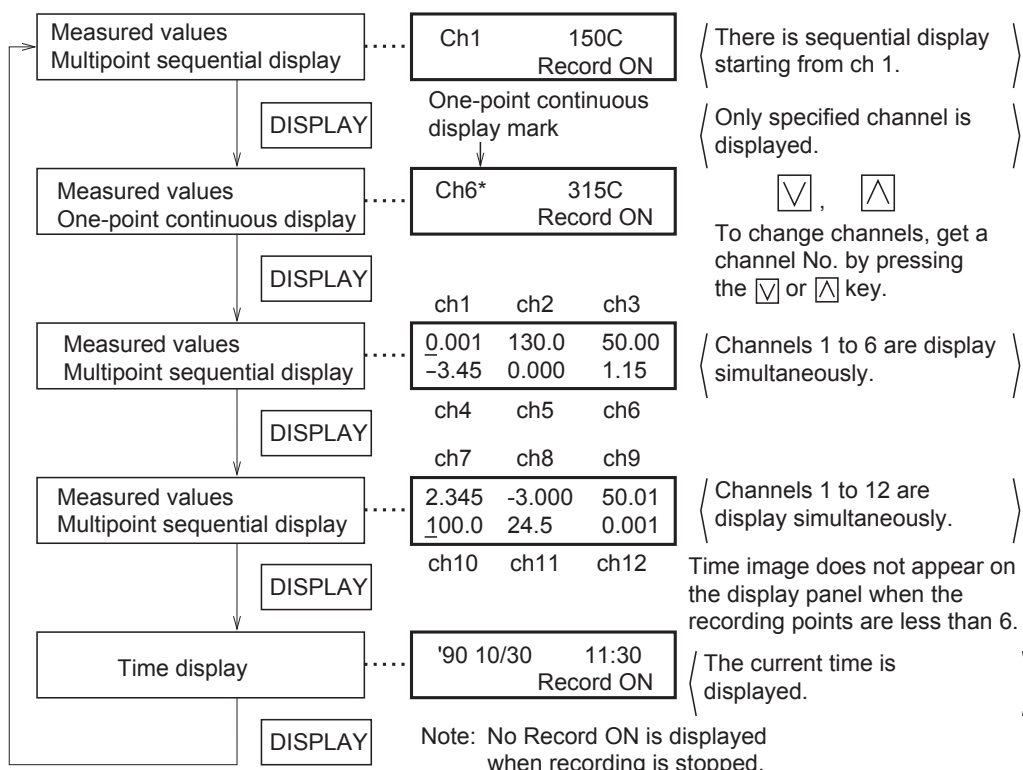 Measured values
Multipoint sequential display
Ch1 150C
Record ON
There is sequential display
starting from ch 1.
DISPLAY
One-point continuous
display mark
Only specified channel is
displayed.
Measured values
One-point continuous display
Ch6* 315C
Record ON
To change channels, get a
channel No. by pressing
the or key.
DISPLAY
ch1 ch2 ch3
Measured values
Multipoint sequential display
0.001 130.0 50.00
−3.45 0.000 1.15
Channels 1 to 6 are display
simultaneously.
ch4 ch5 ch6
DISPLAY
ch7 ch8 ch9
Measured values
Multipoint sequential display
2.345 -3.000 50.01
100.0 24.5 0.001
Channels 1 to 12 are
display simultaneously.
ch10 ch11 ch12
DISPLAY
Time image does not appear on
the display panel when the
recording points are less than 6.
Time display
'90 10/30 11:30
Record ON
The current time is
displayed.
DISPLAY
Note: No Record ON is displayed
when recording is stopped.